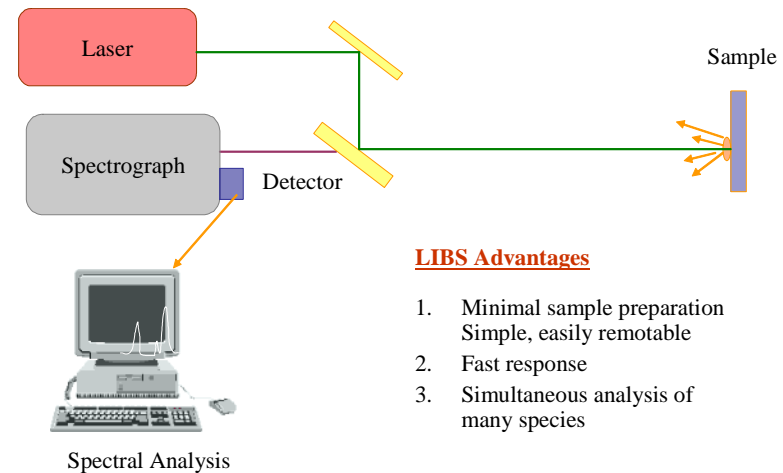 Laser
Sample
Spectrograph
Detector
LIBS Advantages
1. Minimal sample preparation
Simple, easily remotable
2. Fast response
3. Simultaneous analysis of
many species
Spectral Analysis